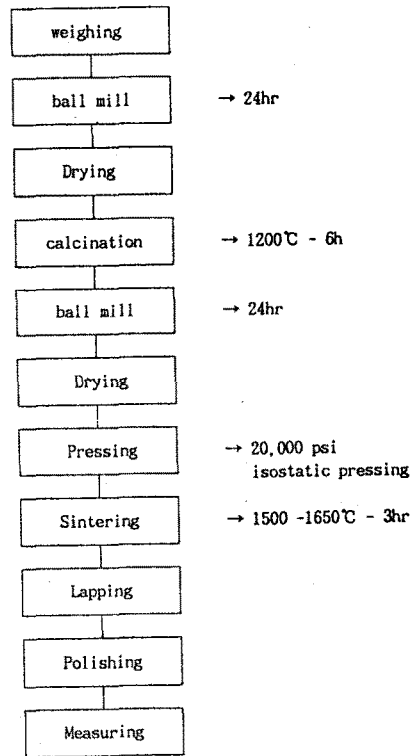 weighing
ball mill → 24hr
Drying
calcination → 1200℃ - 6h
ball mill → 24hr
Drying
Pressing → 20,000 psi
isostatic pressing
Sintering → 1500 -1650℃ - 3hr
Lapping
Polishing
Measuring